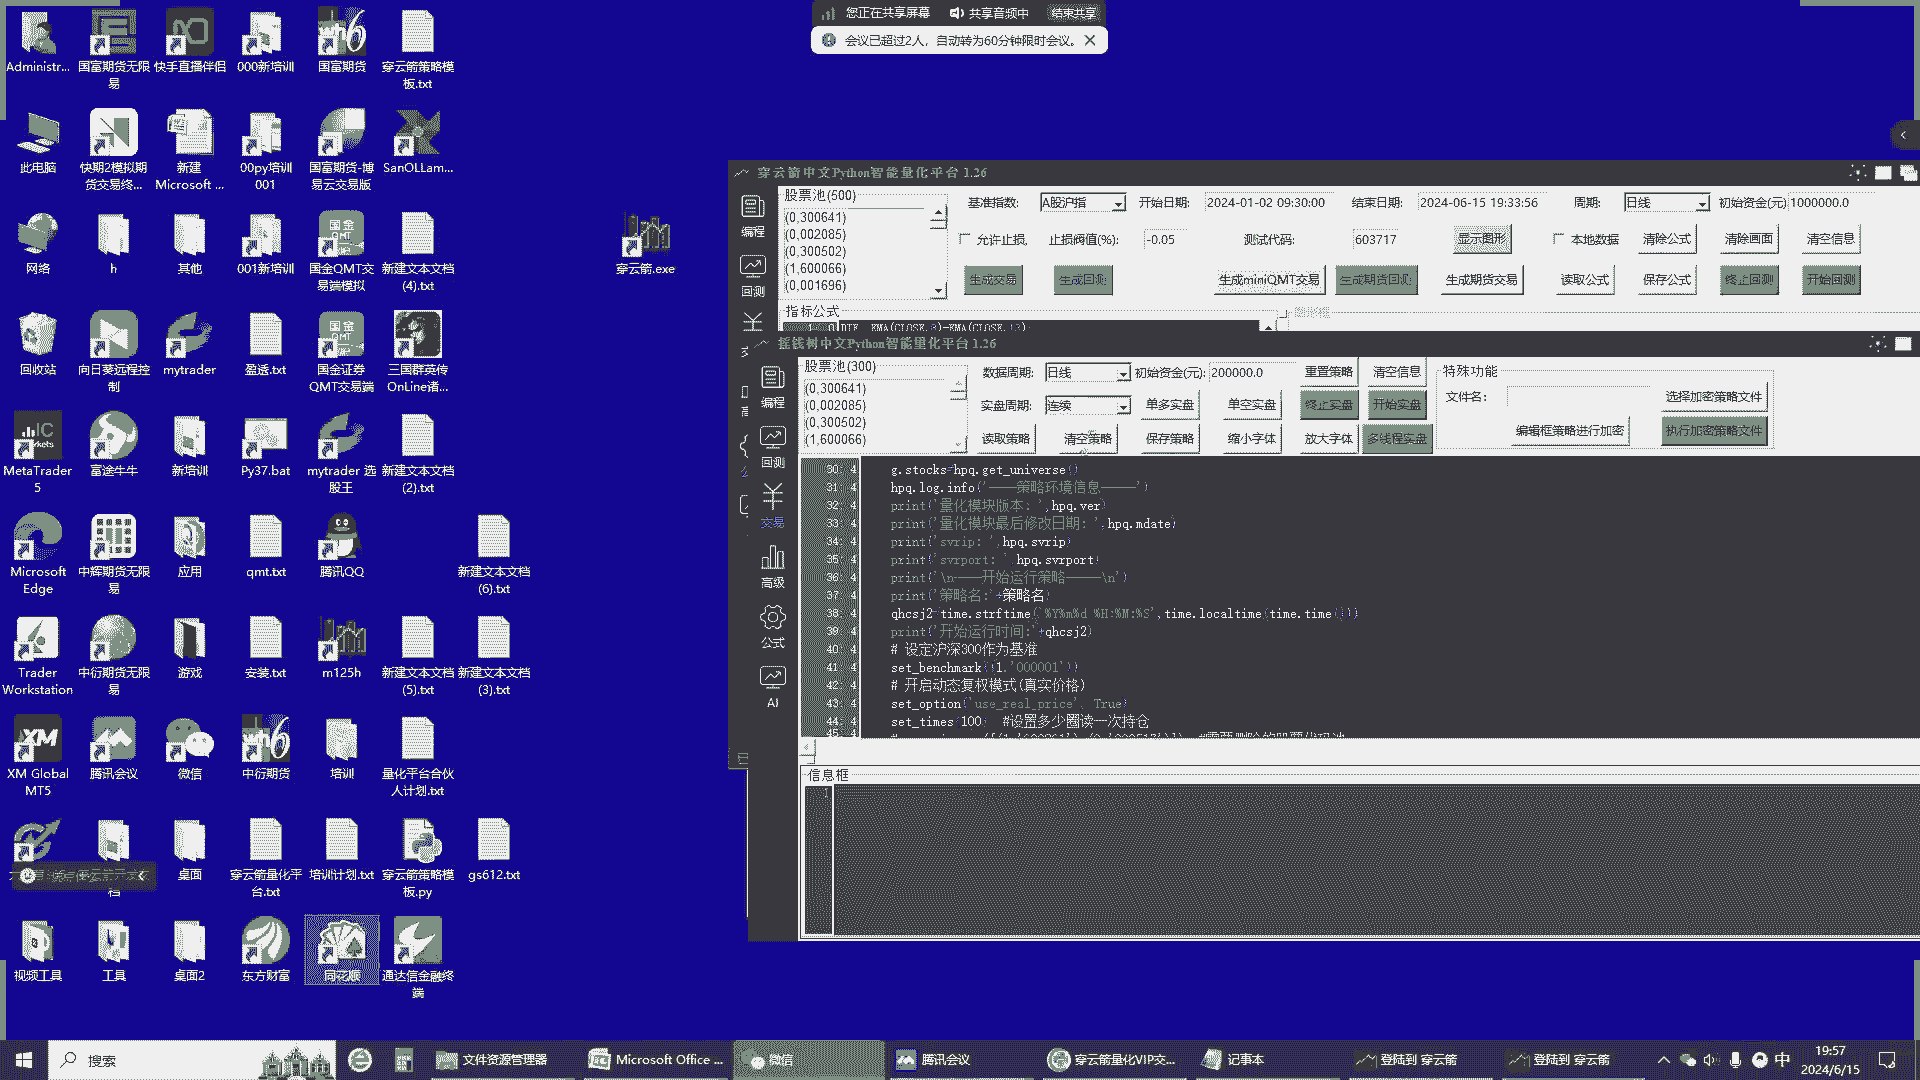 您正在共享屏幕 共享音频中 结束共享
会议已超过2人，自动转为60分钟限时会议。
Administr...
国富期货无限易
快手直播伴侣
000新培训
国富期货
穿云箭策略模板.txt
此电脑
快期2模拟期货交易终...
新建 Microsoft ...
00py培训001
国富期货-博易云交易版
SanOLLam...
网络
h
其他
001新培训
国金QMT交易端模拟
新建文本文档(4).txt
穿云箭.exe
回收站
向日葵远程控制
mytrader
盈透.txt
国金证券QMT交易端
三国群英传OnLine诸...
MetaTrader 5
富途牛牛
新培训
Py37.bat
mytrader 选股王
新建文本文档(2).txt
Microsoft Edge
中辉期货无限易
应用
qmt.txt
腾讯QQ
新建文本文档(6).txt
Trader Workstation
中衍期货无限易
游戏
安装.txt
m125h
新建文本文档(5).txt
新建文本文档(3).txt
XM Global MT5
腾讯会议
微信
中衍期货
培训
量化平台合伙人计划.txt
桌面
穿云箭量化平台.txt
培训计划.txt
穿云箭策略模板.py
gs612.txt
视频工具
工具
桌面2
东方财富
同花顺
通达信金融终端
穿云箭中文Python智能量化平台 1.26
编程
回测
股票池(500)
(0,300641)
(0,002085)
(0,300502)
(1,600066)
(0,001696)
基准指数: A股沪指 开始日期: 2024-01-02 09:30:00 结束日期: 2024-06-15 19:33:56 周期: 日线 初始资金(元) 1000000.0
允许止损, 止损阀值(%): -0.05 测试代码: 603717 显示图形 本地数据 清除公式 清除画面 清空信息
生成交易 生成回测 生成miniQMT交易 生成期货回测 生成期货交易 读取公式 保存公式 终止回测 开始回测
指标公式
图形框
摇钱树中文Python智能量化平台 1.26
编程
回测
交易
高级
公式
AI
股票池(300)
(0,300641)
(0,002085)
(0,300502)
(1,600066)
数据周期: 日线 初始资金(元): 200000.0 重置策略 清空信息
实盘周期: 连续 单多实盘 单空实盘 终止实盘 开始实盘
读取策略 清空策略 保存策略 缩小字体 放大字体 多线程实盘
特殊功能
文件名: 选择加密策略文件
编辑框策略进行加密 执行加密策略文件
30: 4 g.stocks=hpq.get_universe()
31: 4 hpq.log.info('———策略环境信息————')
32: 4 print('量化模块版本: ',hpq.ver)
33: 4 print('量化模块最后修改日期: ',hpq.mdate)
34: 4 print('svrip: ',hpq.svrip)
35: 4 print('svrport: ',hpq.svrport)
36: 4 print('\n———开始运行策略————\n')
37: 4 print('策略名:'+策略名)
38: 4 qhcsj2=time.strftime('%Y%m%d %H:%M:%S',time.localtime(time.time()))
39: 4 print('开始运行时间:'+qhcsj2)
40: 4 # 设定沪深300作为基准
41: 4 set_benchmark((1,'000001'))
42: 4 # 开启动态复权模式(真实价格)
43: 4 set_option('use_real_price', True)
44: 4 set_times(100) #设置多少圈读一次持仓
信息框
1
搜索
文件资源管理器
Microsoft Office ...
微信
腾讯会议
穿云箭量化VIP交...
记事本
登陆到 穿云箭
登陆到 穿云箭
中
19:57
2024/6/15